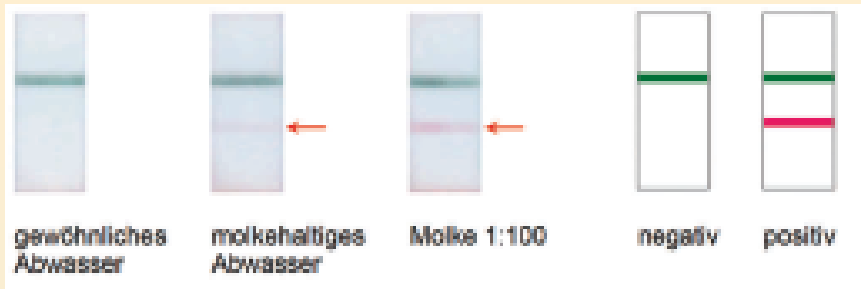 gewöhnliches
Abwasser
molkehaltiges
Abwasser
Molke 1:100
negativ
positiv